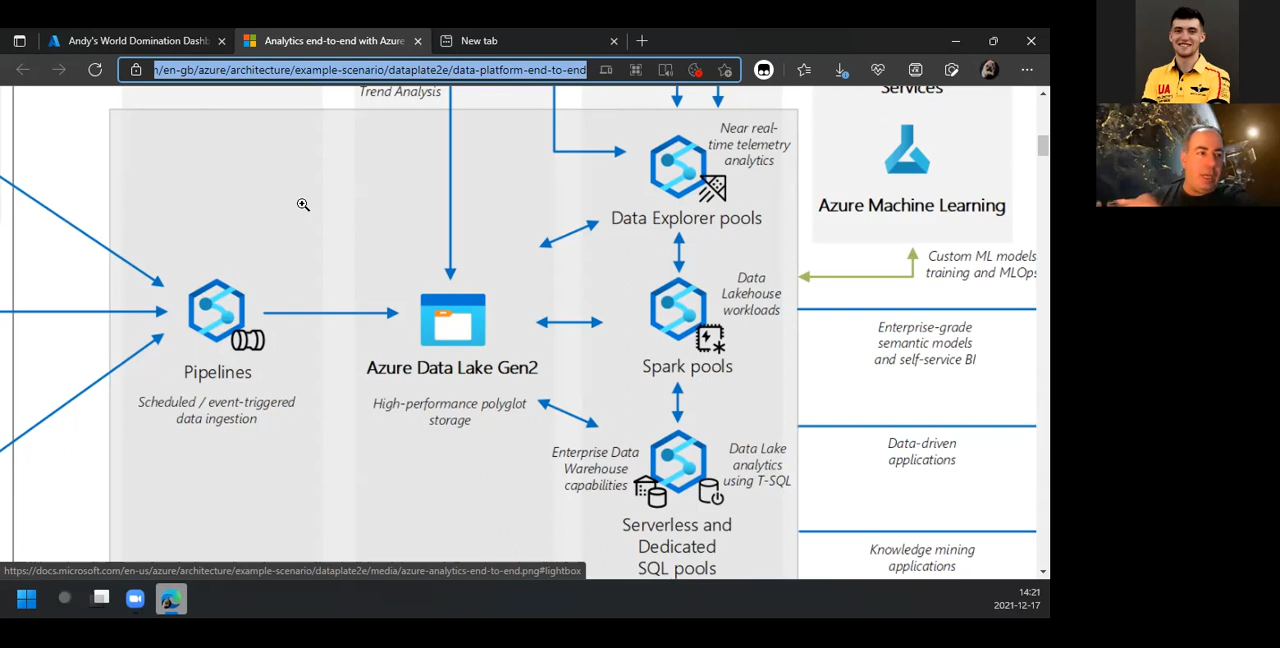 Andy's World Domination Dashb
Analytics end-to-end with Azure
New tab
n/en-gb/azure/architecture/example-scenario/dataplate2e/data-platform-end-to-end
Trend Analysis
Services
Near real-
time telemetry
analytics
Data Explorer pools
Azure Machine Learning
Custom ML models
training and MLOps
Data
Lakehouse
workloads
Spark pools
Enterprise-grade
semantic models
and self-service BI
Pipelines
Scheduled / event-triggered
data ingestion
Azure Data Lake Gen2
High-performance polyglot
storage
Enterprise Data
Warehouse
capabilities
Data Lake
analytics
using T-SQL
Data-driven
applications
Serverless and
Dedicated
SQL pools
Knowledge mining
applications
https://docs.microsoft.com/en-us/azure/architecture/example-scenario/dataplate2e/media/azure-analytics-end-to-end.png#lightbox
14:21
2021-12-17
UA